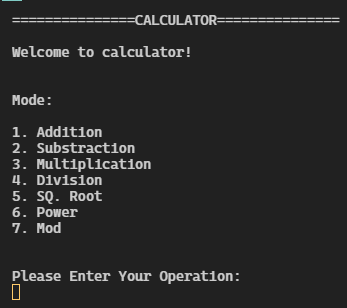 ===============CALCULATOR===============
Welcome to calculator!
Mode:
1. Addition
2. Substraction
3. Multiplication
4. Division
5. SQ. Root
6. Power
7. Mod
Please Enter Your Operation: